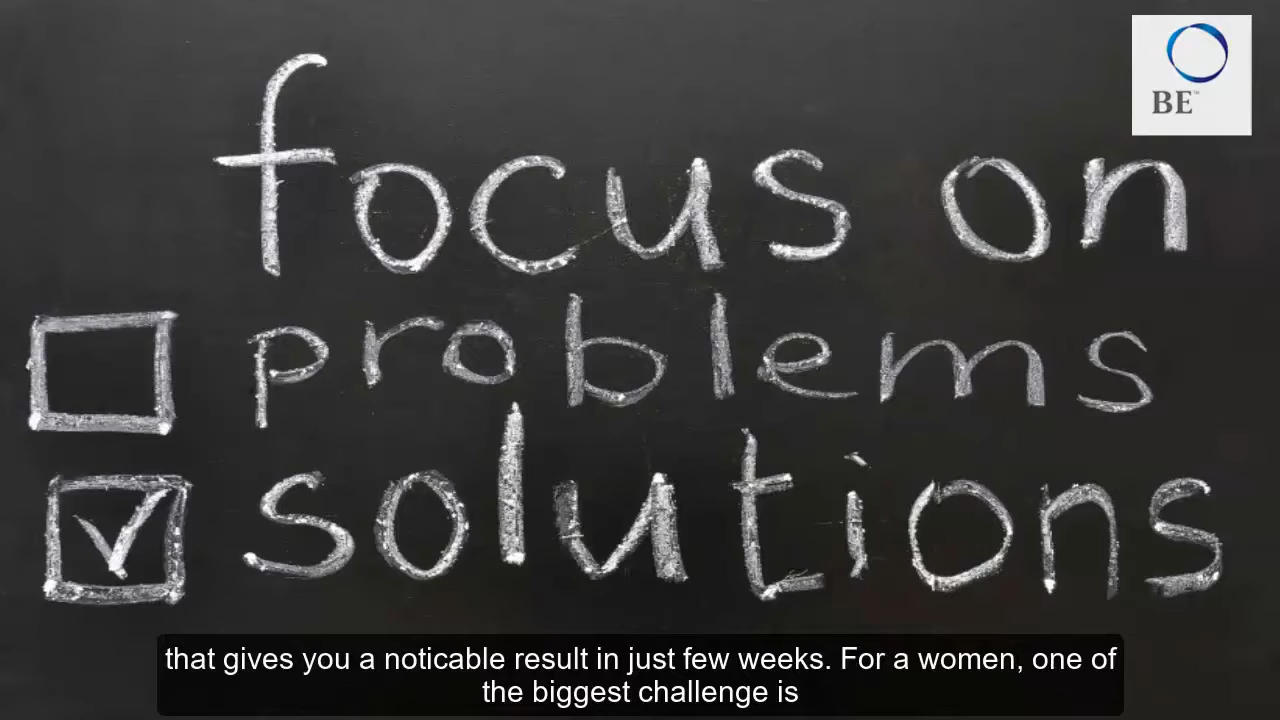 BE™
focus on
problems
solutions
that gives you a noticable result in just few weeks. For a women, one of
the biggest challenge is